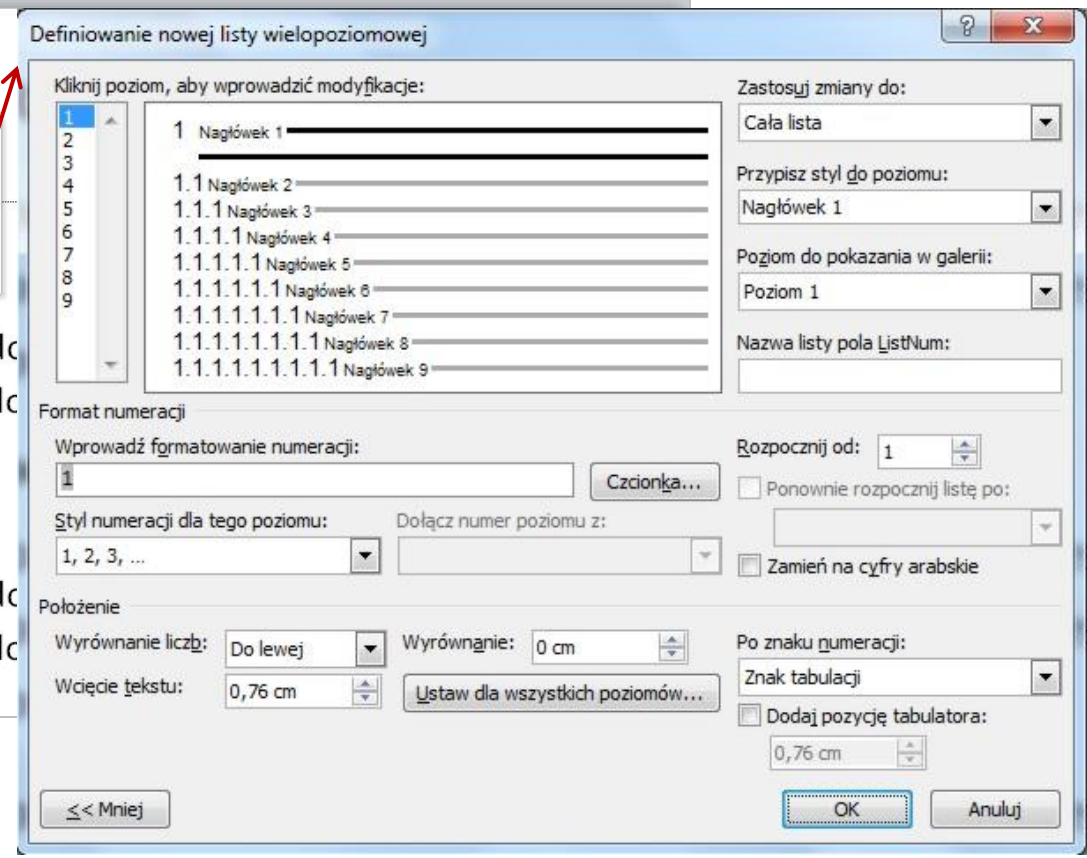 Definiowanie nowej listy wielopoziomowej
Kliknij poziom, aby wprowadzić modyfikacje:
1
2
3
4
5
6
7
8
9
1 Nagłówek 1
1.1 Nagłówek 2
1.1.1 Nagłówek 3
1.1.1.1 Nagłówek 4
1.1.1.1.1 Nagłówek 5
1.1.1.1.1.1 Nagłówek 6
1.1.1.1.1.1.1 Nagłówek 7
1.1.1.1.1.1.1.1 Nagłówek 8
1.1.1.1.1.1.1.1.1 Nagłówek 9
Zastosuj zmiany do:
Cała lista
Przypisz styl do poziomu:
Nagłówek 1
Poziom do pokazania w galerii:
Poziom 1
Nazwa listy pola ListNum:
Format numeracji
Wprowadź formatowanie numeracji:
1
Czcionka...
Rozpocznij od: 1
Ponownie rozpocznij listę po:
Styl numeracji dla tego poziomu:
1, 2, 3, ...
Dołącz numer poziomu z:
Zamień na cyfry arabskie
Położenie
Wyrównanie liczb: Do lewej
Wyrównanie: 0 cm
Wcięcie tekstu: 0,76 cm
Ustaw dla wszystkich poziomów...
Po znaku numeracji:
Znak tabulacji
Dodaj pozycję tabulatora:
0,76 cm
<< Mniej
OK
Anuluj